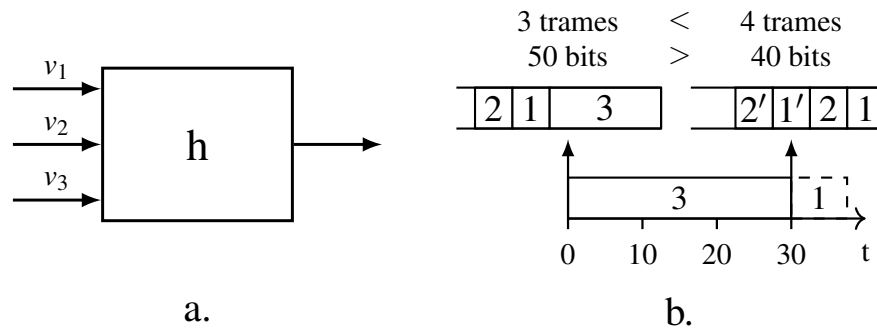 v1
v2
v3
h
a.
3 trames < 4 trames
50 bits > 40 bits
2 1 3
2′ 1′ 2 1
3 1
0 10 20 30 t
b.